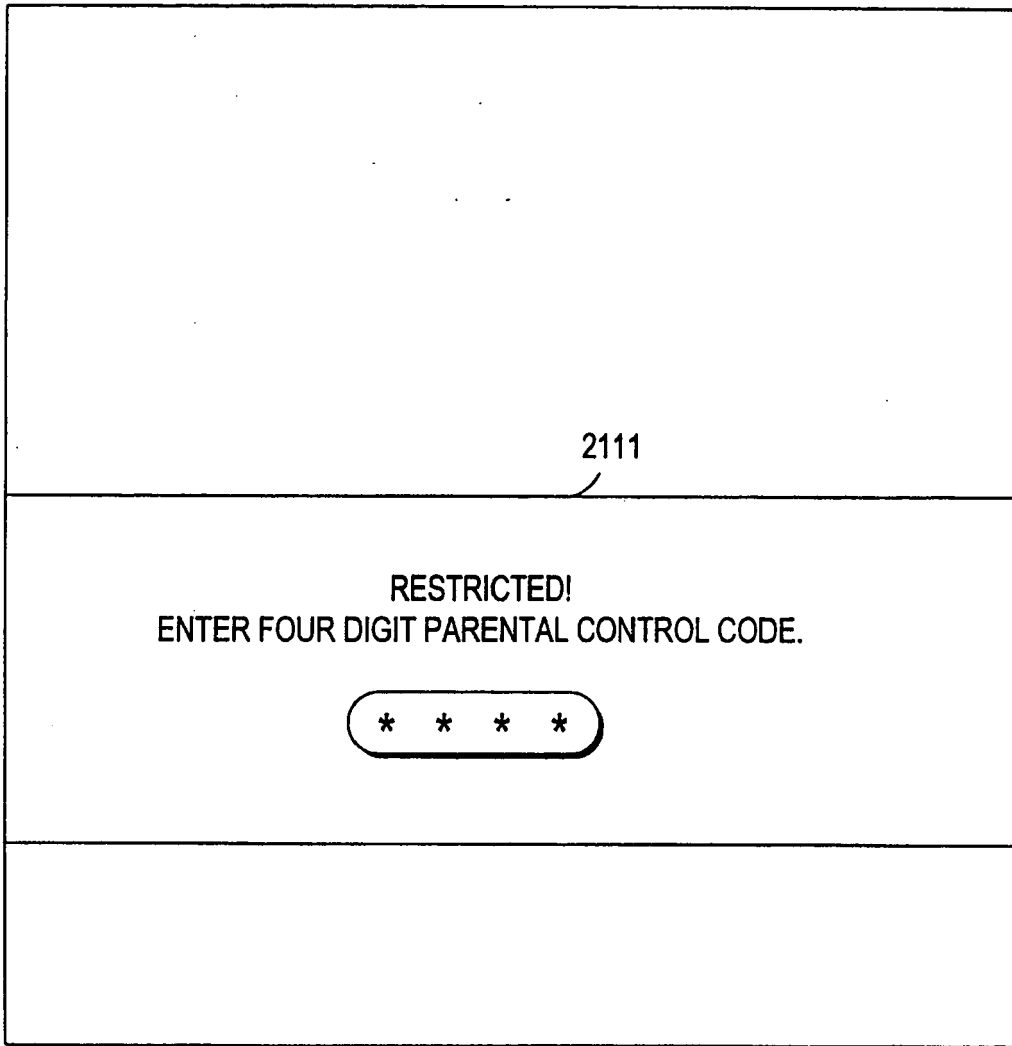 2111
RESTRICTED!
ENTER FOUR DIGIT PARENTAL CONTROL CODE.
* * * *